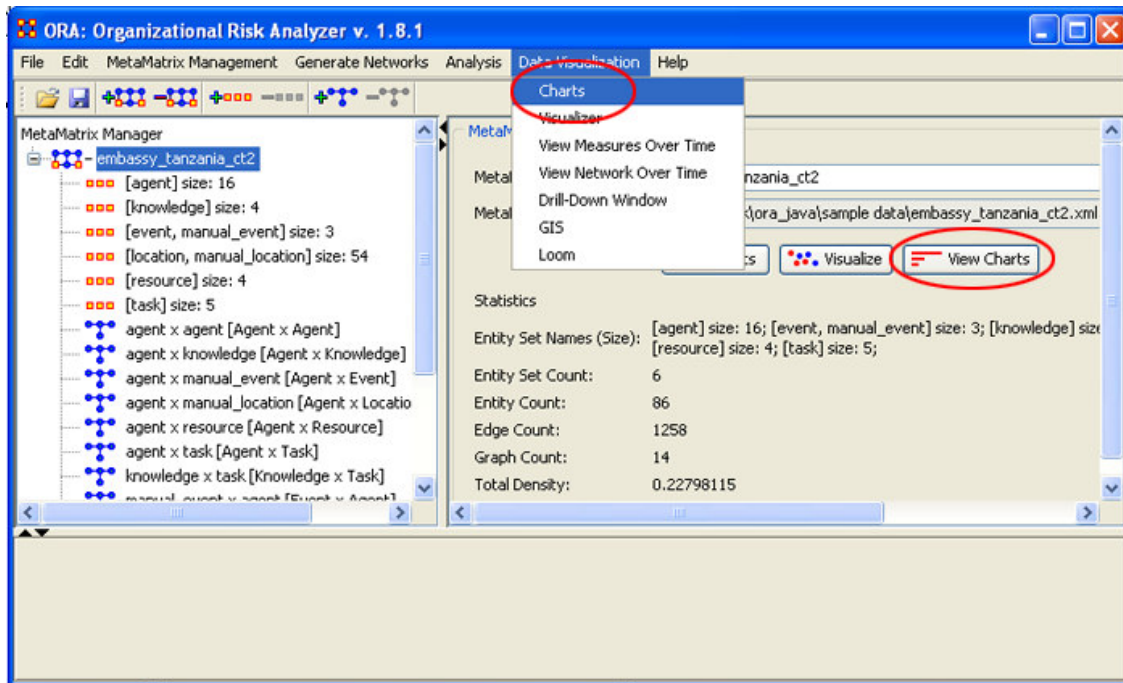 ORA: Organizational Risk Analyzer v. 1.8.1
File Edit MetaMatrix Management Generate Networks Analysis Data Visualization Help
Charts
Visualizer
View Measures Over Time
View Network Over Time
Drill-Down Window
GIS
Loom
MetaMatrix Manager
embassy_tanzania_ct2
[agent] size: 16
[knowledge] size: 4
[event, manual_event] size: 3
[location, manual_location] size: 54
[resource] size: 4
[task] size: 5
agent x agent [Agent x Agent]
agent x knowledge [Agent x Knowledge]
agent x manual_event [Agent x Event]
agent x manual_location [Agent x Locatio
agent x resource [Agent x Resource]
agent x task [Agent x Task]
knowledge x task [Knowledge x Task]
manual_event x agent [Event x Agent]
nzania_ct2
\ora_java\sample data\embassy_tanzania_ct2.xml
Visualize View Charts
Statistics
Entity Set Names (Size): [agent] size: 16; [event, manual_event] size: 3; [knowledge] size
[resource] size: 4; [task] size: 5;
Entity Set Count: 6
Entity Count: 86
Edge Count: 1258
Graph Count: 14
Total Density: 0.22798115